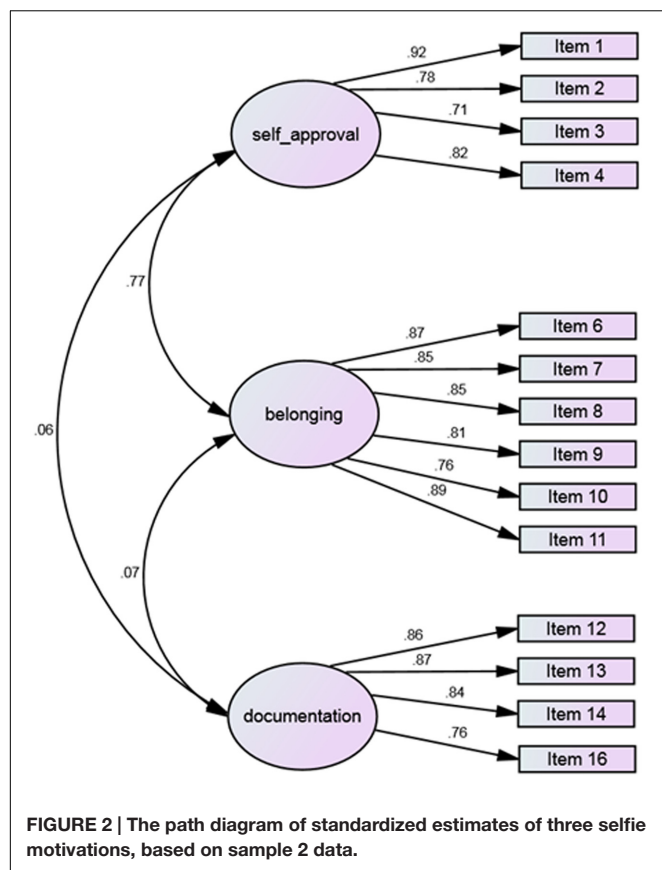 .92
Item 1
.78
Item 2
self_approval
.71
Item 3
.82
Item 4
.77
.87
Item 6
.85
Item 7
.85
Item 8
belonging
.81
Item 9
.06
.76
Item 10
.89
Item 11
.07
.86
Item 12
.87
Item 13
documentation
.84
Item 14
.76
Item 16
FIGURE 2 | The path diagram of standardized estimates of three selfie
motivations, based on sample 2 data.